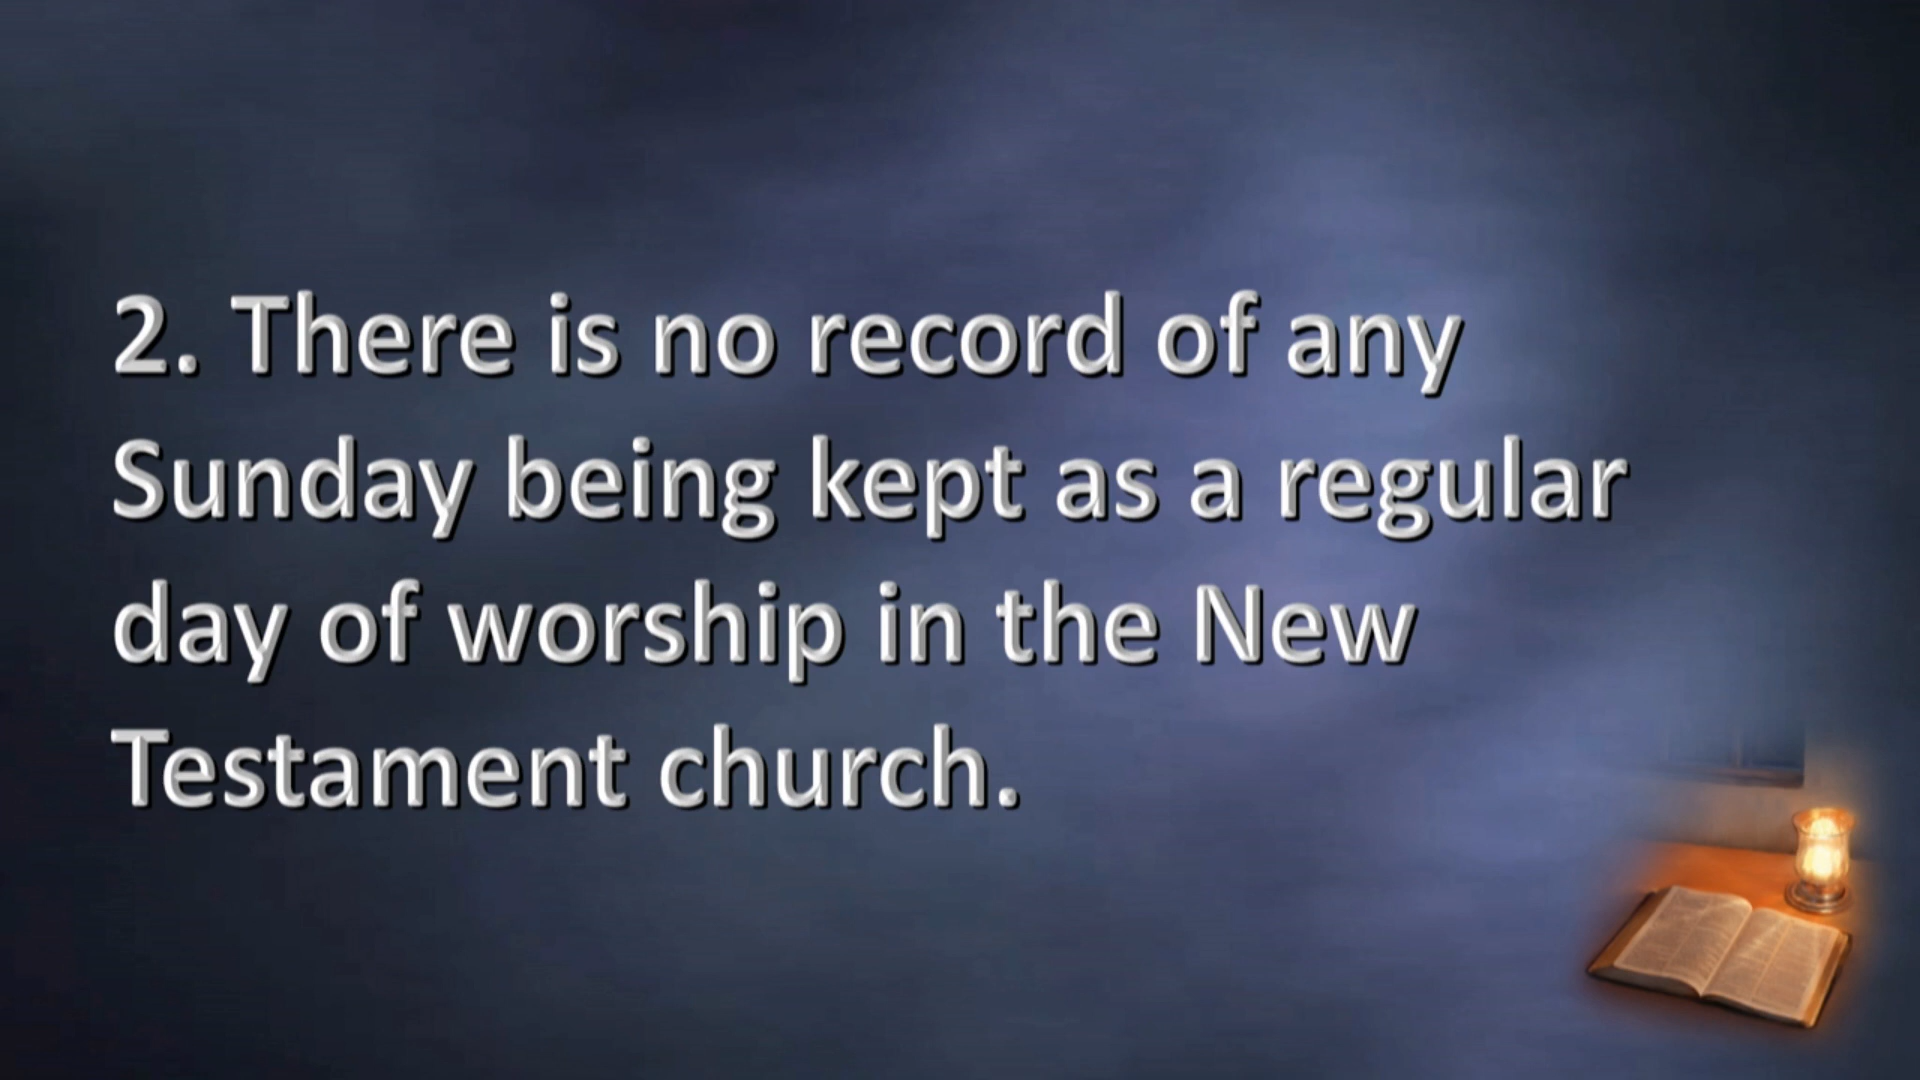 2. There is no record of any
Sunday being kept as a regular
day of worship in the New
Testament church.